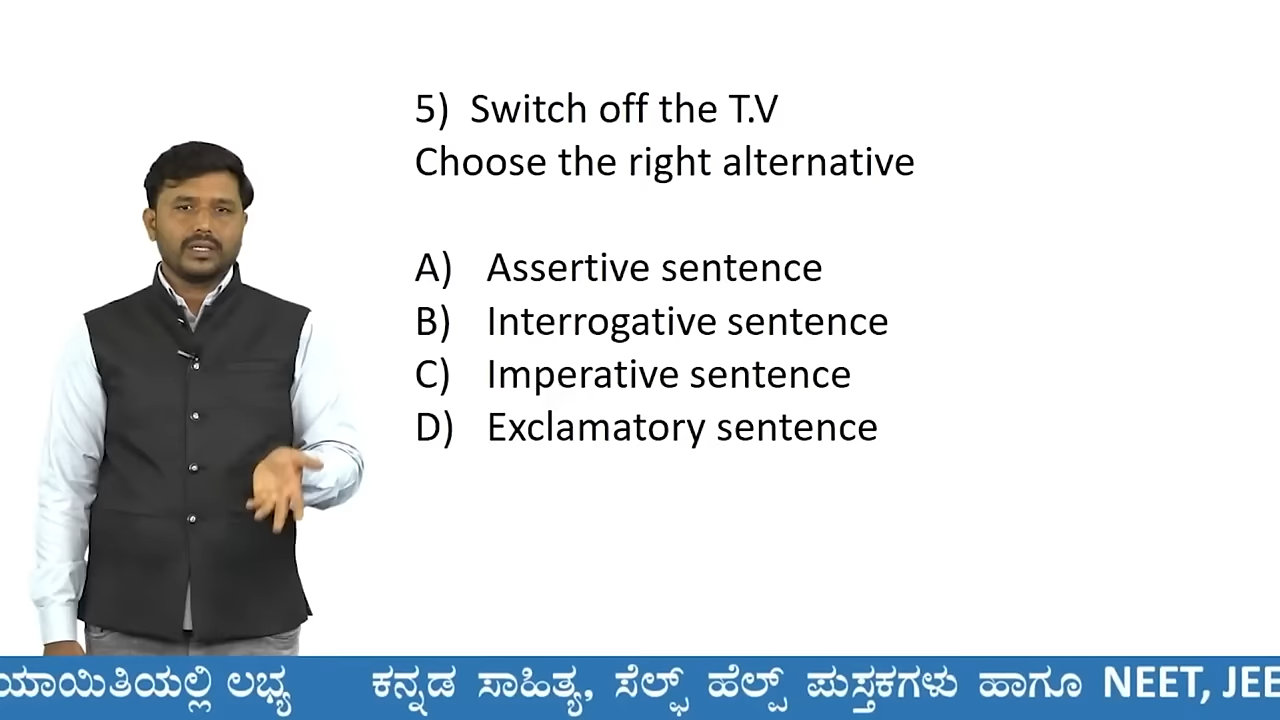 5) Switch off the T.V
Choose the right alternative
A) Assertive sentence
B) Interrogative sentence
C) Imperative sentence
D) Exclamatory sentence
ಯಾಯಿತಿಯಲ್ಲಿ ಲಭ್ಯ ಕನ್ನಡ ಸಾಹಿತ್ಯ, ಸೆಲ್ಫ್ ಹೆಲ್ಪ್ ಪುಸ್ತಕಗಳು ಹಾಗೂ NEET, JEE